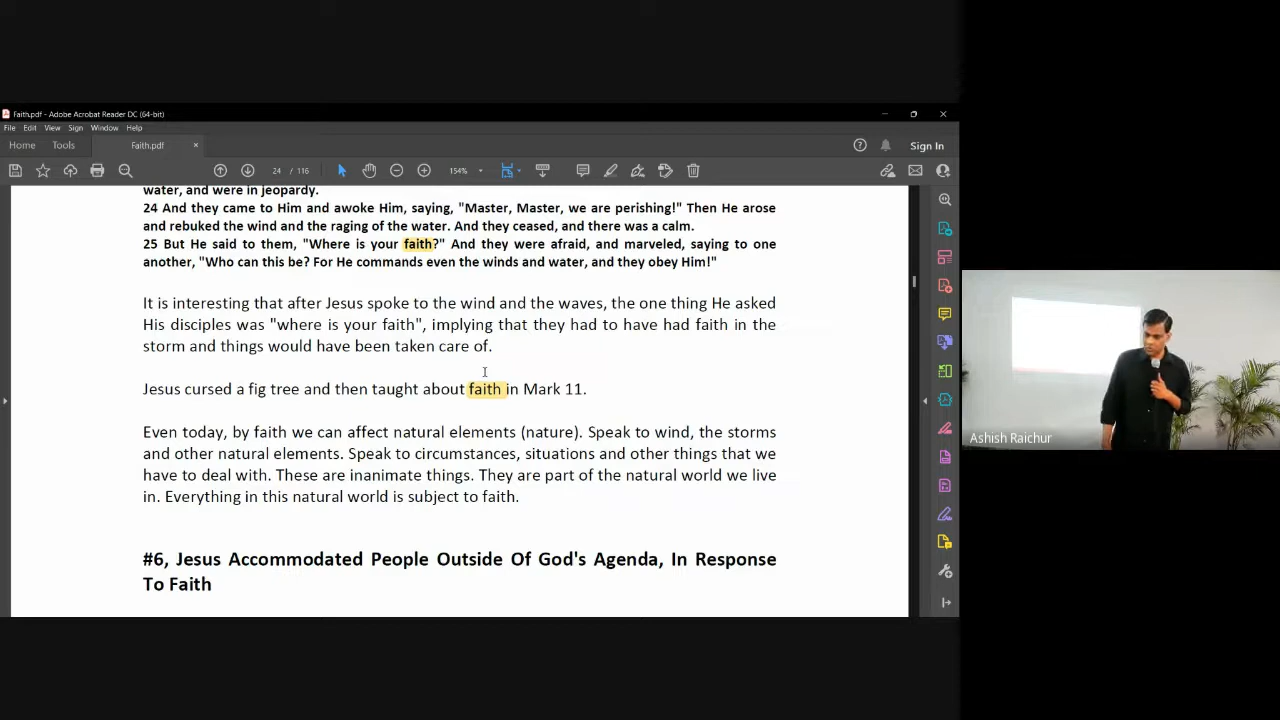 Faith.pdf - Adobe Acrobat Reader DC (64-bit)
File Edit View Sign Window Help
Home Tools Faith.pdf × Sign In
24 / 116 154%
water, and were in jeopardy.
24 And they came to Him and awoke Him, saying, "Master, Master, we are perishing!" Then He arose
and rebuked the wind and the raging of the water. And they ceased, and there was a calm.
25 But He said to them, "Where is your faith?" And they were afraid, and marveled, saying to one
another, "Who can this be? For He commands even the winds and water, and they obey Him!"
It is interesting that after Jesus spoke to the wind and the waves, the one thing He asked
His disciples was "where is your faith", implying that they had to have had faith in the
storm and things would have been taken care of.
Jesus cursed a fig tree and then taught about faith in Mark 11.
Even today, by faith we can affect natural elements (nature). Speak to wind, the storms
and other natural elements. Speak to circumstances, situations and other things that we
have to deal with. These are inanimate things. They are part of the natural world we live
in. Everything in this natural world is subject to faith.
#6, Jesus Accommodated People Outside Of God's Agenda, In Response
To Faith
Ashish Raichur